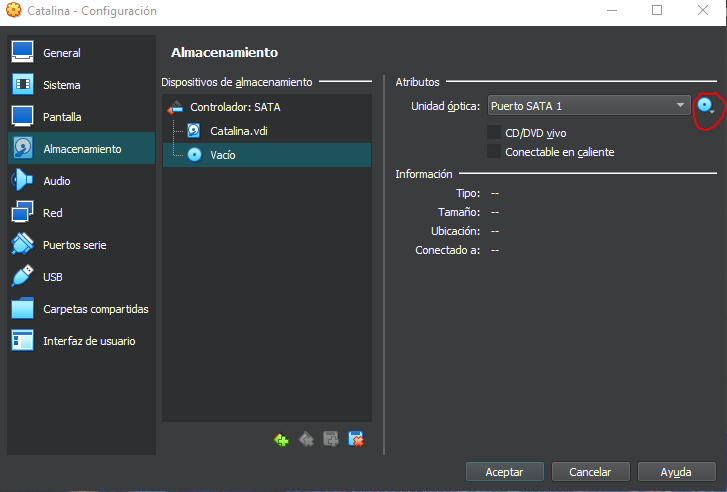 Catalina - Configuración
General
Sistema
Pantalla
Almacenamiento
Audio
Red
Puertos serie
USB
Carpetas compartidas
Interfaz de usuario
Almacenamiento
Dispositivos de almacenamiento
Controlador: SATA
Catalina.vdi
Vacío
Atributos
Unidad óptica: Puerto SATA 1
CD/DVD vivo
Conectable en caliente
Información
Tipo: --
Tamaño: --
Ubicación: --
Conectado a: --
Aceptar
Cancelar
Ayuda